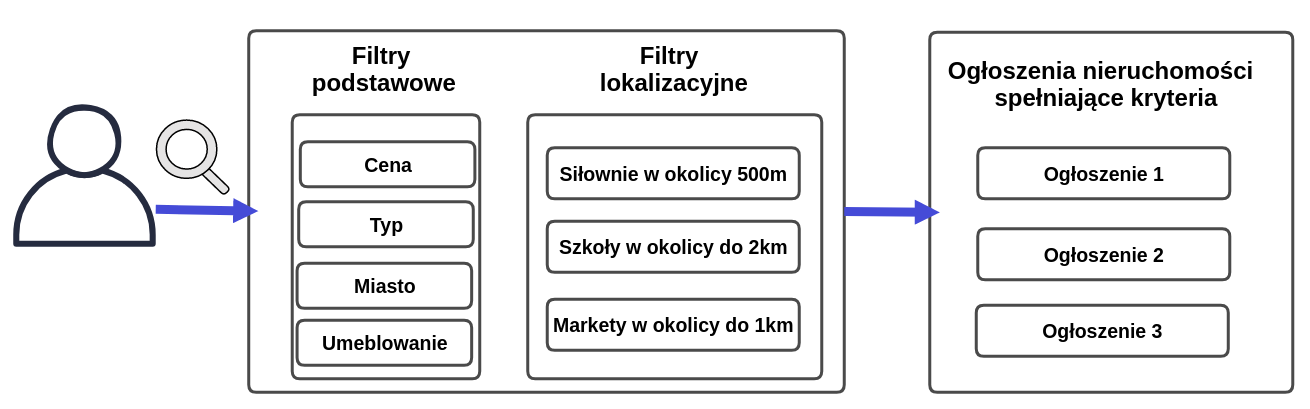 Filtry
podstawowe
Cena
Typ
Miasto
Umeblowanie
Filtry
lokalizacyjne
Siłownie w okolicy 500m
Szkoły w okolicy do 2km
Markety w okolicy do 1km
Ogłoszenia nieruchomości
spełniające kryteria
Ogłoszenie 1
Ogłoszenie 2
Ogłoszenie 3